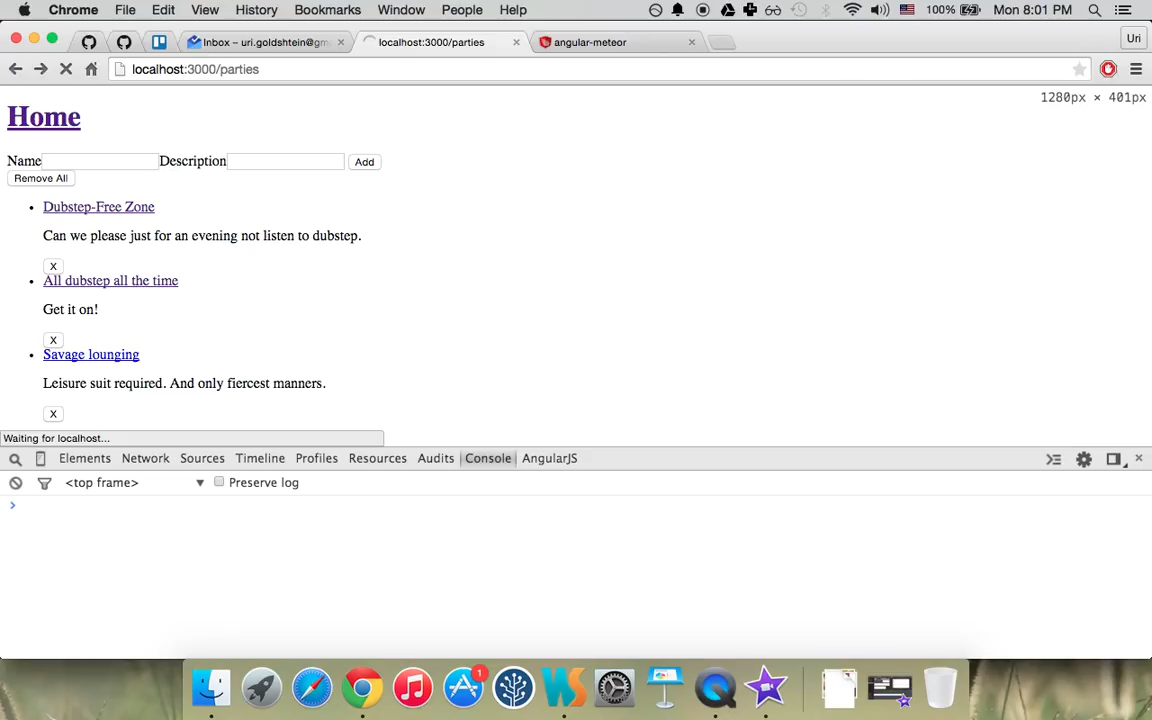 Chrome File Edit View History Bookmarks Window People Help 100% Mon 8:01 PM
Inbox – uri.goldshtein@gm × localhost:3000/parties × angular-meteor × Uri
localhost:3000/parties
1280px × 401px
Home
Name Description Add
Remove All
• Dubstep-Free Zone
Can we please just for an evening not listen to dubstep.
X
• All dubstep all the time
Get it on!
X
• Savage lounging
Leisure suit required. And only fiercest manners.
X
Waiting for localhost...
Elements Network Sources Timeline Profiles Resources Audits Console AngularJS
<top frame> ▼ Preserve log
>
1
WS